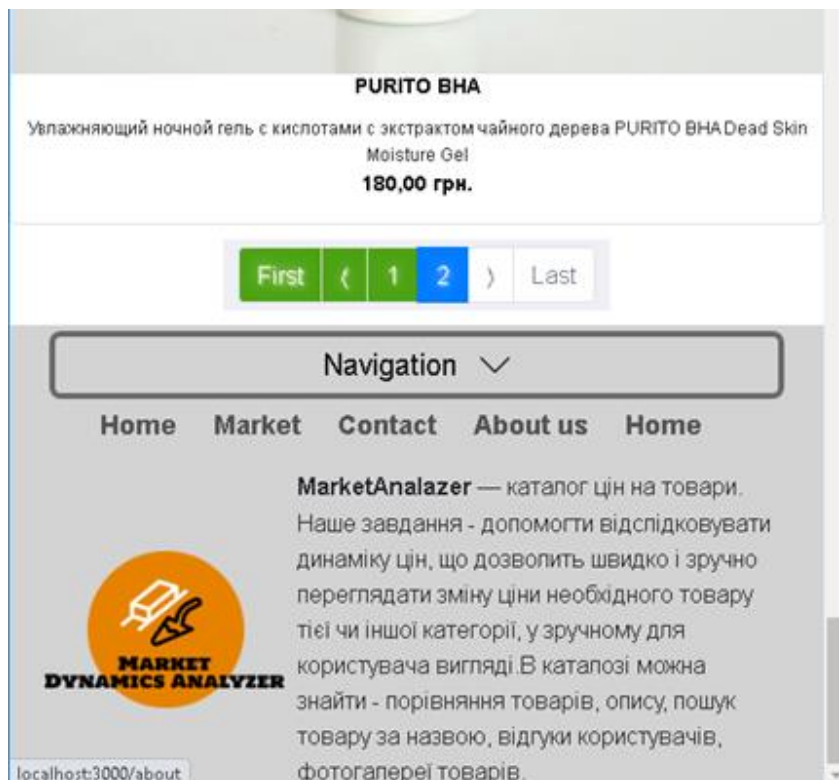 PURITO BHA
Увлажняющий ночной гель с кислотами с экстрактом чайного дерева PURITO BHA Dead Skin
Moisture Gel
180,00 грн.
First ⟨ 1 2 ⟩ Last
Navigation
Home Market Contact About us Home
MarketAnalazer — каталог цін на товари.
Наше завдання - допомогти відслідковувати
динаміку цін, що дозволить швидко і зручно
переглядати зміну ціни необхідного товару
тієї чи іншої категорії, у зручному для
користувача вигляді.В каталозі можна
знайти - порівняння товарів, опису, пошук
товару за назвою, відгуки користувачів,
фотогалереї товарів.
MARKET
DYNAMICS ANALYZER
localhost:3000/about